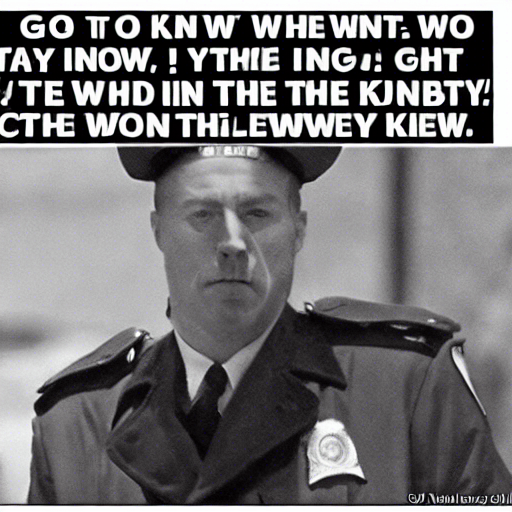 GO TO KNW WHEWNT: WO
TAY INOW, ! YTHIE ING: GHT
TE WHD IN THE THE KJNBTY!
CTHE WON THILEWWEY KIEW.